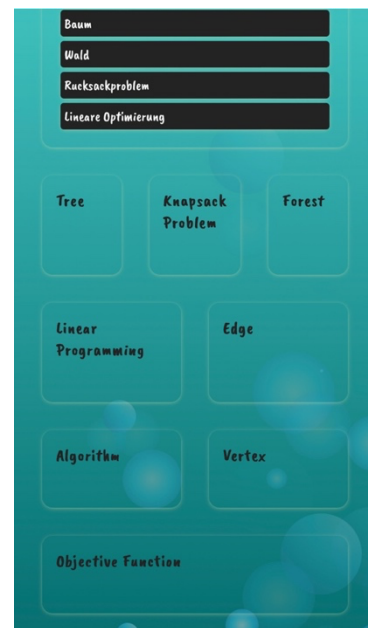 Baum
Wald
Rucksackproblem
Lineare Optimierung
Tree
Knapsack
Problem
Forest
Linear
Programming
Edge
Algorithm
Vertex
Objective Function